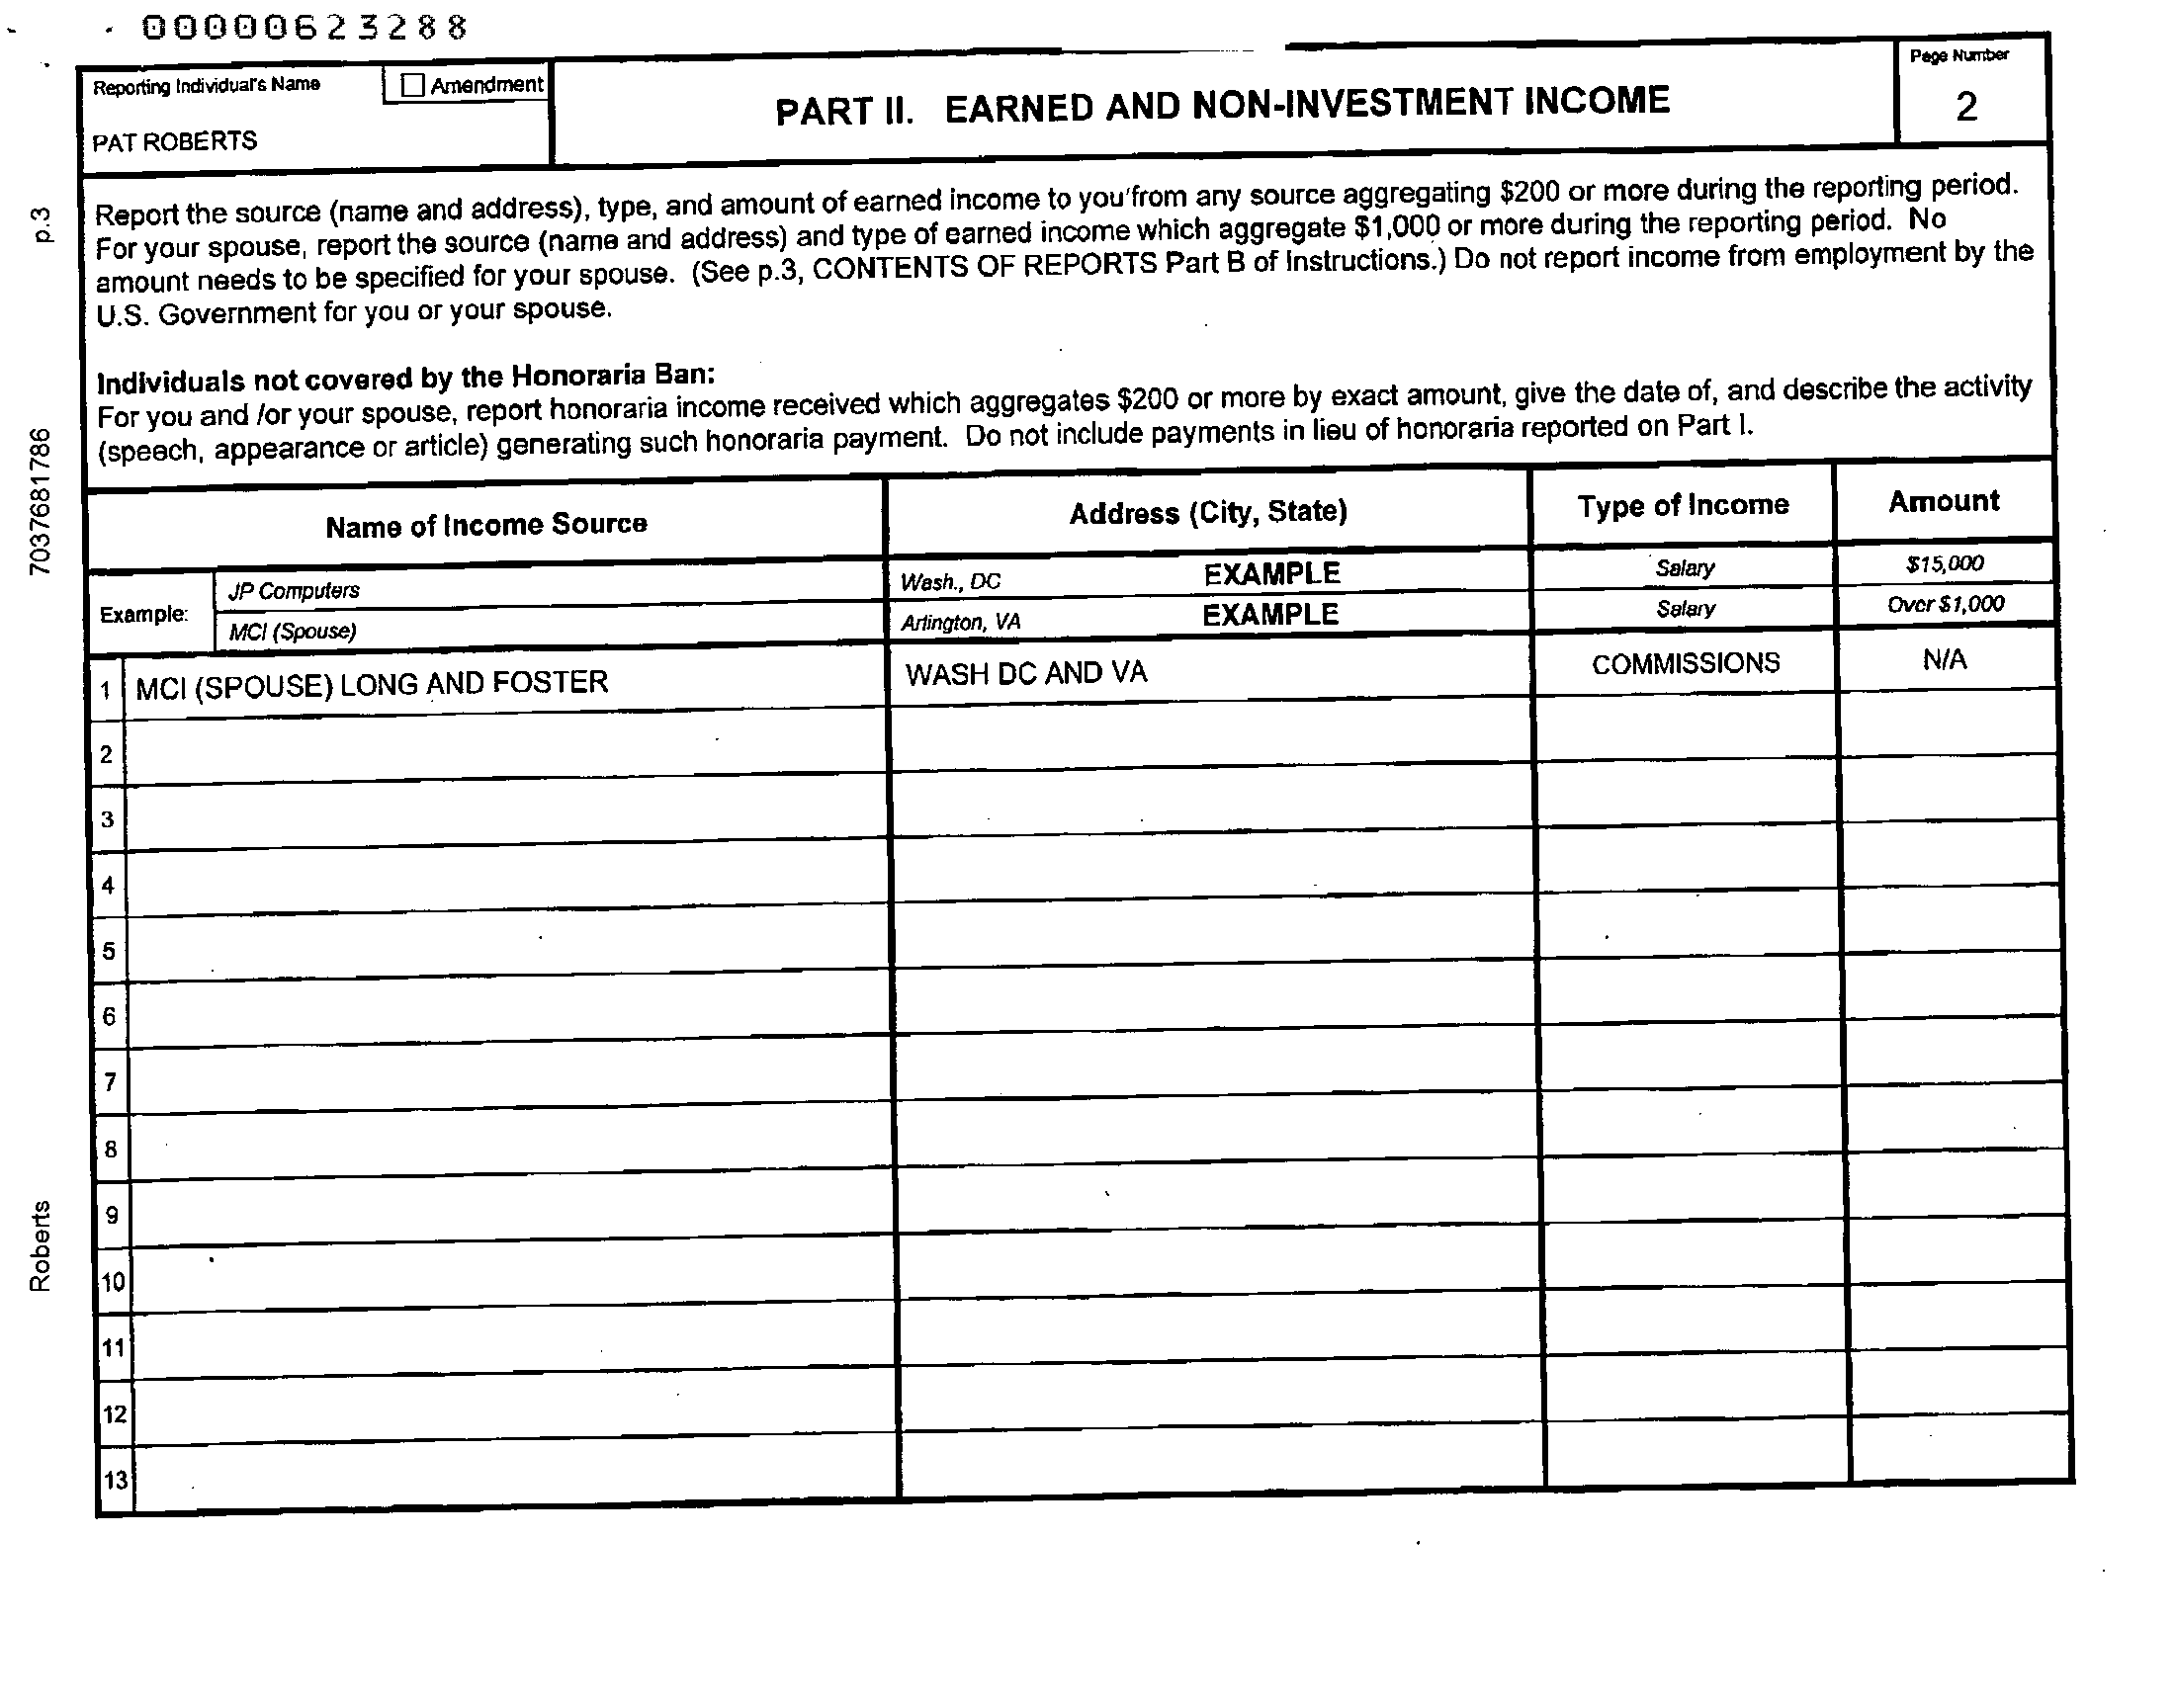 00000623288
Reporting Individual's Name
Amendment
PAT ROBERTS
PART II. EARNED AND NON-INVESTMENT INCOME
Page Number
2
Report the source (name and address), type, and amount of earned income to you from any source aggregating $200 or more during the reporting period.
For your spouse, report the source (name and address) and type of earned income which aggregate $1,000 or more during the reporting period. No
amount needs to be specified for your spouse. (See p.3, CONTENTS OF REPORTS Part B of Instructions.) Do not report income from employment by the
U.S. Government for you or your spouse.
Individuals not covered by the Honoraria Ban:
For you and /or your spouse, report honoraria income received which aggregates $200 or more by exact amount, give the date of, and describe the activity
(speech, appearance or article) generating such honoraria payment. Do not include payments in lieu of honoraria reported on Part I.
Name of Income Source Address (City, State) Type of Income Amount
Example:
JP Computers Wash., DC EXAMPLE Salary $15,000
MCI (Spouse) Arlington, VA EXAMPLE Salary Over $1,000
1 MCI (SPOUSE) LONG AND FOSTER WASH DC AND VA COMMISSIONS N/A
2
3
4
5
6
7
8
9
10
11
12
13
p.3
7037681786
Roberts